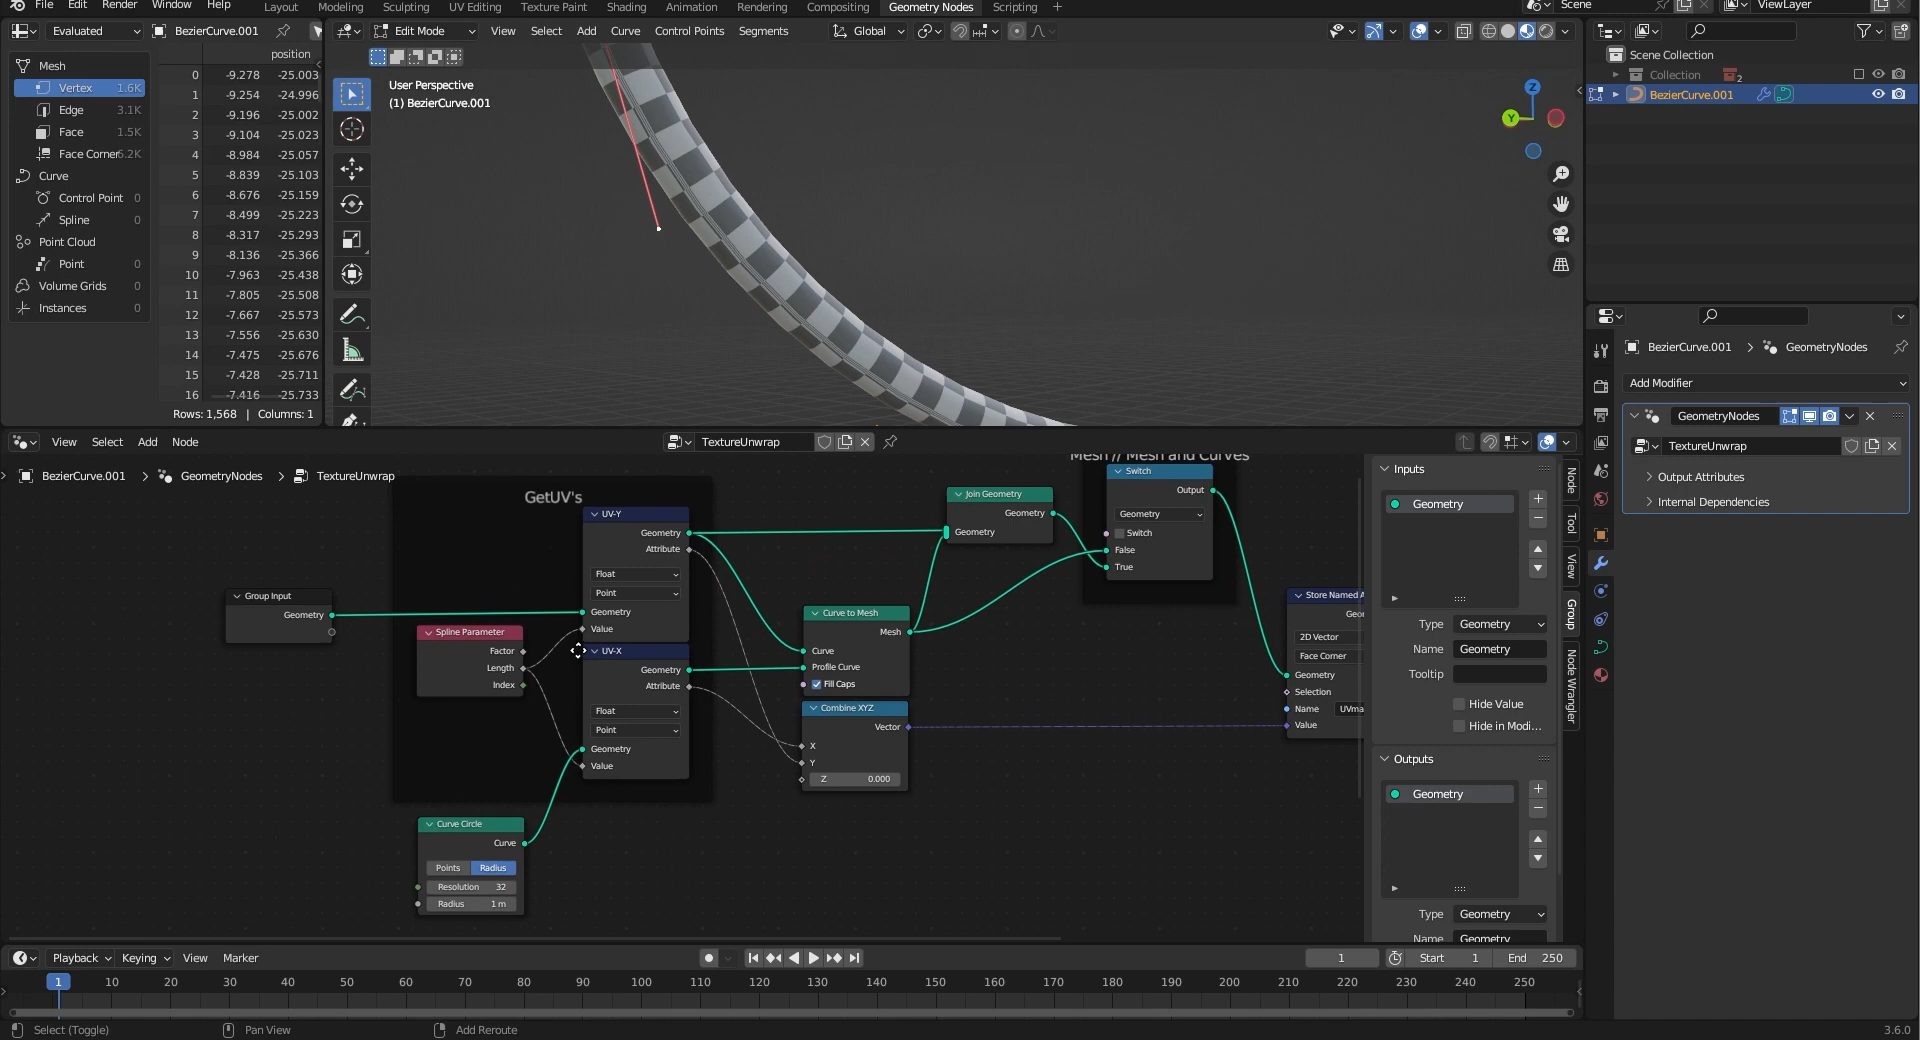 File Edit Render Window Help Layout Modeling Sculpting UV Editing Texture Paint Shading Animation Rendering Compositing Geometry Nodes Scripting + Scene ViewLayer
Evaluated BezierCurve.001
position
Mesh
Vertex 1.6K
Edge 3.1K
Face 1.5K
Face Corner 6.2K
Curve
Control Point 0
Spline 0
Point Cloud
Point 0
Volume Grids 0
Instances 0
0 -9.278 -25.003
1 -9.254 -24.996
2 -9.196 -25.002
3 -9.104 -25.023
4 -8.984 -25.057
5 -8.839 -25.103
6 -8.676 -25.159
7 -8.499 -25.223
8 -8.317 -25.293
9 -8.136 -25.366
10 -7.963 -25.438
11 -7.805 -25.508
12 -7.667 -25.573
13 -7.556 -25.630
14 -7.475 -25.676
15 -7.428 -25.711
16 -7.416 -25.733
Rows: 1,568 | Columns: 1
Edit Mode View Select Add Curve Control Points Segments Global
User Perspective
(1) BezierCurve.001
Z
Y
Scene Collection
Collection 2
BezierCurve.001
BezierCurve.001 > GeometryNodes
Add Modifier
GeometryNodes
TextureUnwrap
Output Attributes
Internal Dependencies
View Select Add Node TextureUnwrap
BezierCurve.001 > GeometryNodes > TextureUnwrap
Group Input
Geometry
GetUV's
Spline Parameter
Factor
Length
Index
UV-Y
Geometry
Attribute
Float
Point
Geometry
Value
UV-X
Geometry
Attribute
Float
Point
Geometry
Value
Curve Circle
Curve
Points Radius
Resolution 32
Radius 1 m
Join Geometry
Geometry
Geometry
Curve to Mesh
Mesh
Curve
Profile Curve
Fill Caps
Combine XYZ
Vector
X
Y
Z 0.000
Mesh // Mesh and Curves
Switch
Output
Geometry
Switch
False
True
Store Named A
Geo
2D Vector
Face Corner
Geometry
Selection
Name UVma
Value
Inputs
Geometry
Type Geometry
Name Geometry
Tooltip
Hide Value
Hide in Modi...
Outputs
Geometry
Type Geometry
Name Geometry
Node
Tool
View
Group
Node Wrangler
Playback Keying View Marker 1 Start 1 End 250
1 10 20 30 40 50 60 70 80 90 100 110 120 130 140 150 160 170 180 190 200 210 220 230 240 250
Select (Toggle) Pan View Add Reroute 3.6.0